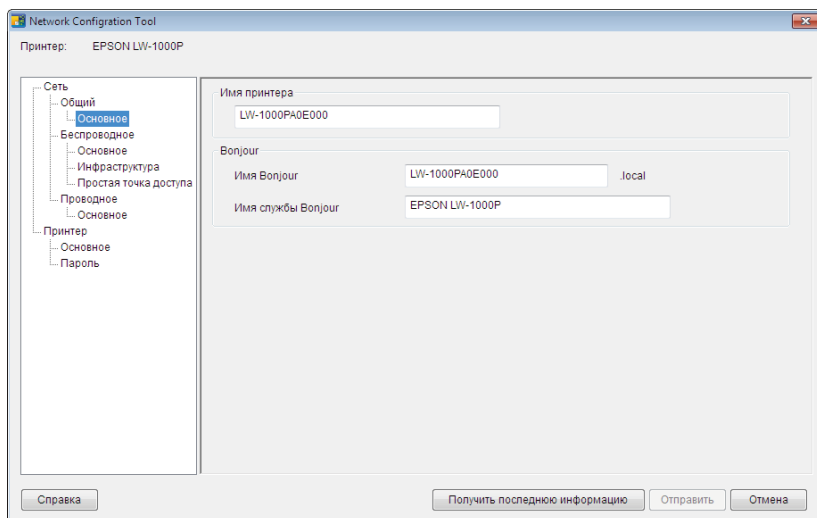 Network Configration Tool
Принтер: EPSON LW-1000P
Сеть
Общий
Основное
Беспроводное
Основное
Инфраструктура
Простая точка доступа
Проводное
Основное
Принтер
Основное
Пароль
Имя принтера
LW-1000PA0E000
Bonjour
Имя Bonjour LW-1000PA0E000 .local
Имя службы Bonjour EPSON LW-1000P
Справка Получить последнюю информацию Отправить Отмена